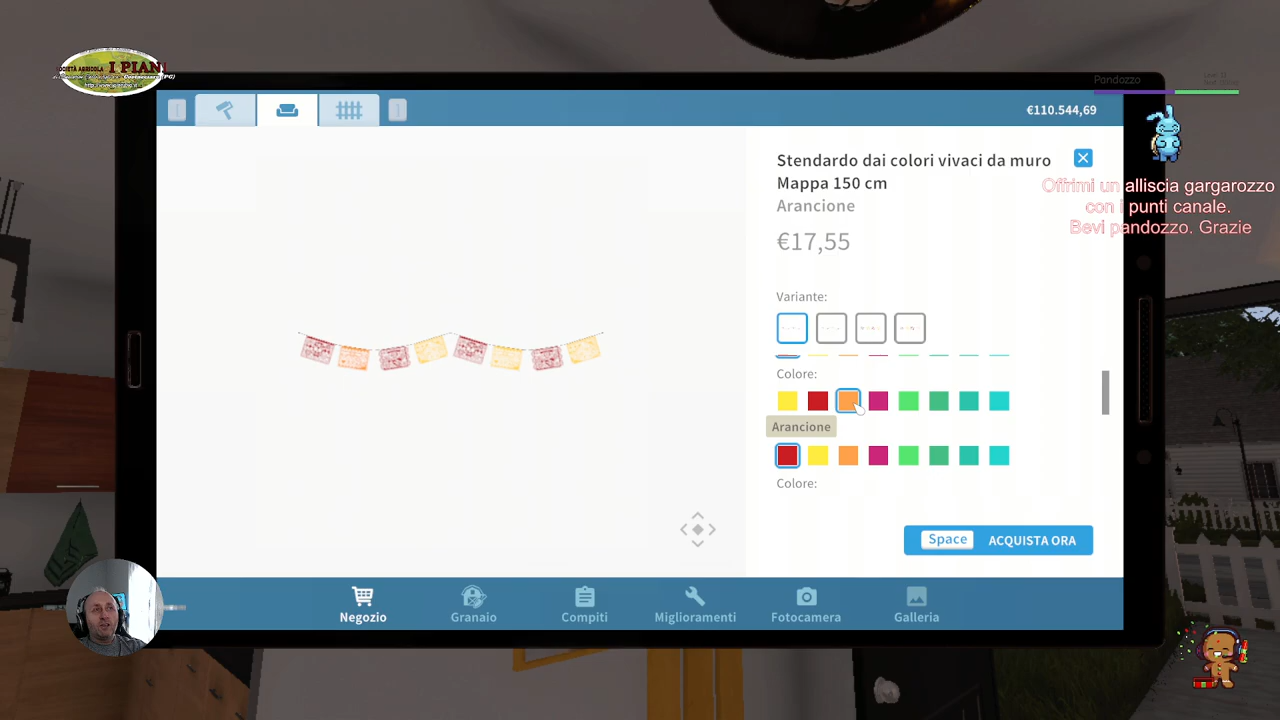 SOCIETÀ AGRICOLA I PIANI
Pandozzo
€110.544,69
Stendardo dai colori vivaci da muro
Mappa 150 cm
Arancione
€17,55
Offrimi un alliscia gargarozzo
con i punti canale.
Bevi pandozzo. Grazie
Variante:
Colore:
Arancione
Colore:
Space ACQUISTA ORA
Negozio
Granaio
Compiti
Miglioramenti
Fotocamera
Galleria